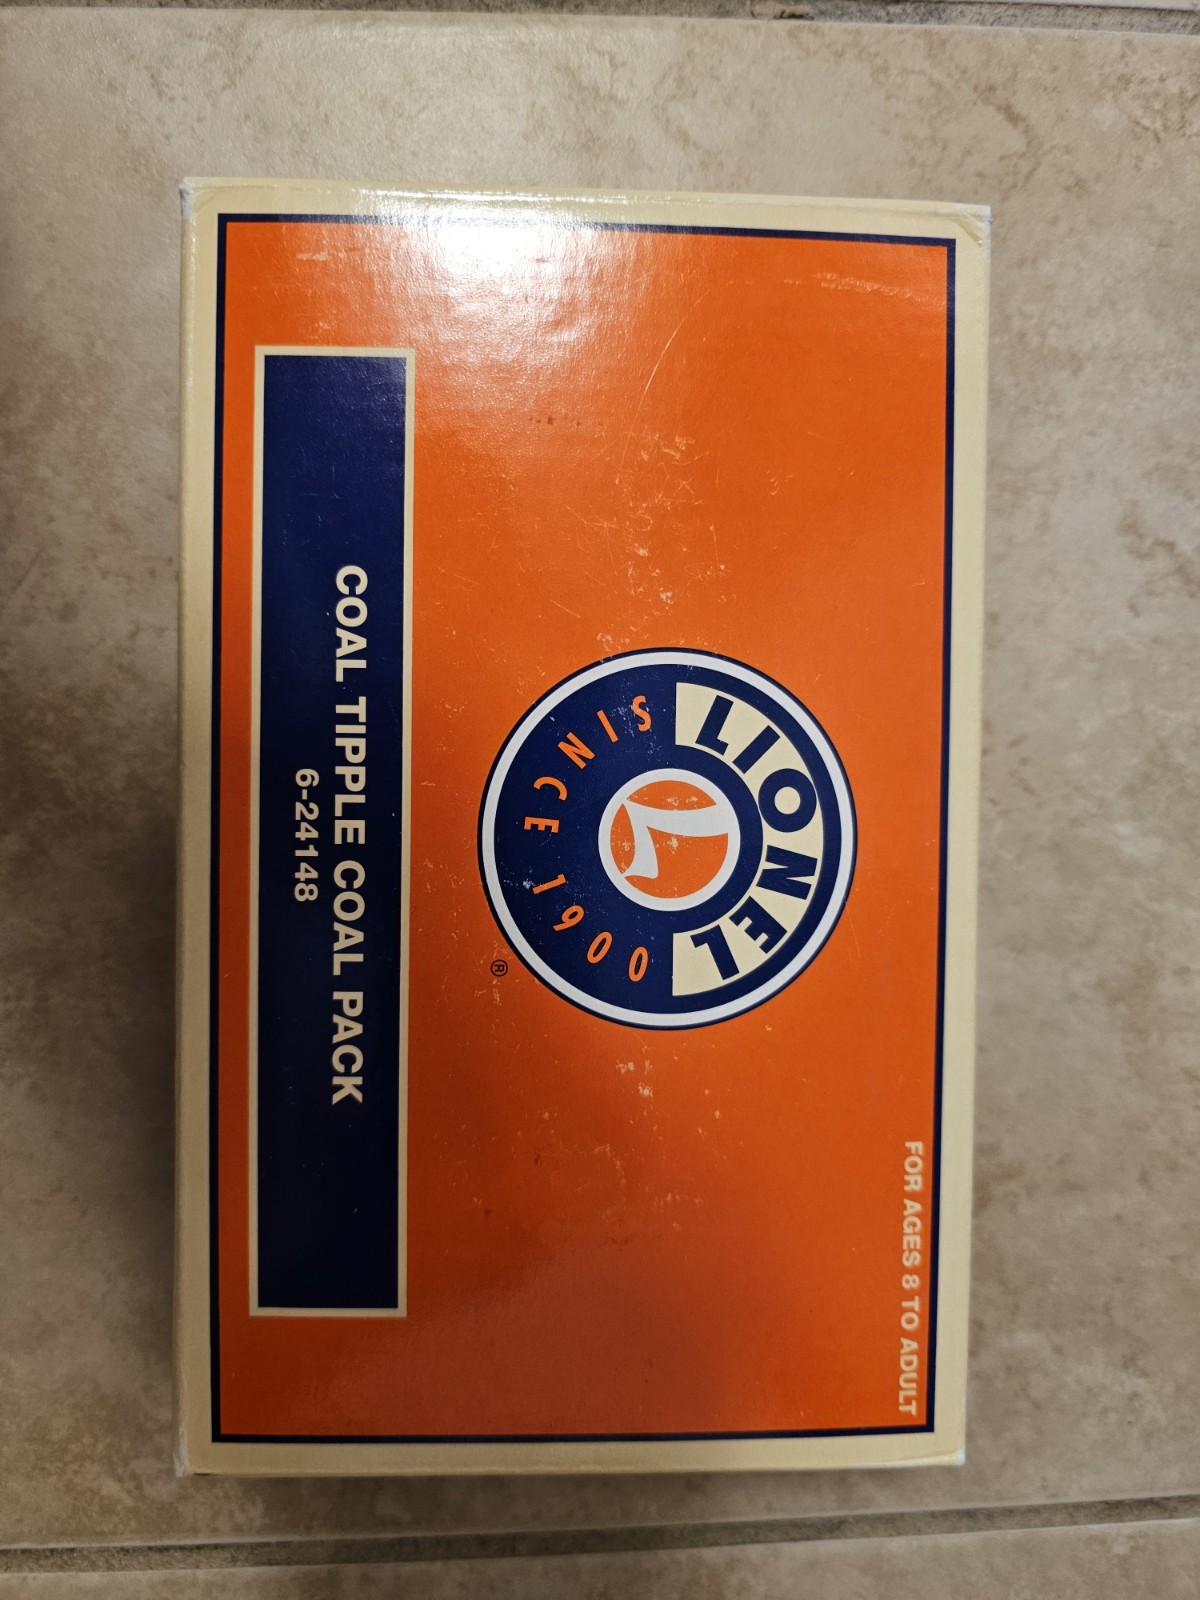 FOR AGES 8 TO ADULT
LIONEL
L
SINCE 1900
®
COAL TIPPLE COAL PACK
6-24148